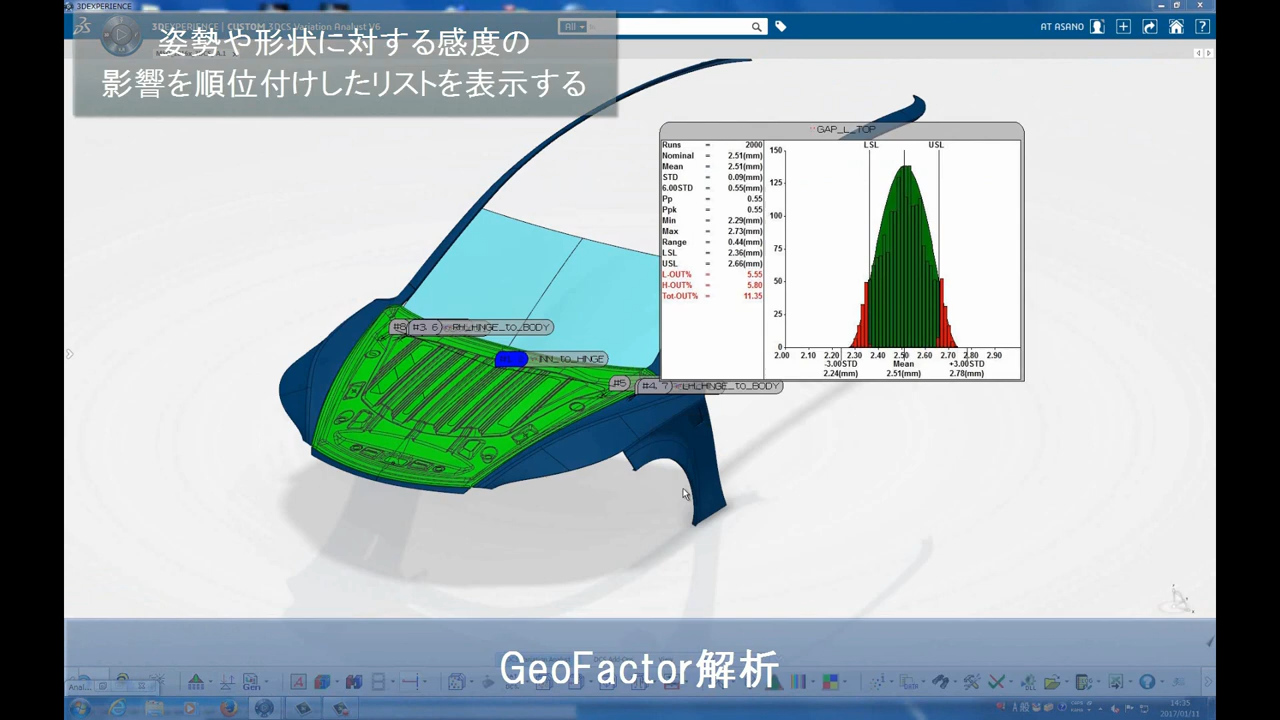 3DEXPERIENCE
3DEXPERIENCE | CUSTOM 3DCS Variation Analyst V6
All
AT ASANO
姿勢や形状に対する感度の
影響を順位付けしたリストを表示する
GAP_L_TOP
Runs = 2000
Nominal = 2.51(mm)
Mean = 2.51(mm)
STD = 0.09(mm)
6.00STD = 0.55(mm)
Pp = 0.55
Ppk = 0.55
Min = 2.29(mm)
Max = 2.73(mm)
Range = 0.44(mm)
LSL = 2.36(mm)
USL = 2.66(mm)
L-OUT% = 5.55
H-OUT% = 5.80
Tot-OUT% = 11.35
LSL USL
150
125
100
75
50
25
0
2.00 2.10 2.20 2.30 2.40 2.50 2.60 2.70 2.80 2.90
-3.00STD Mean +3.00STD
2.24(mm) 2.51(mm) 2.78(mm)
#3, 6 RH_HINGE_to_BODY
INN_to_HINGE
#5
#4, 7 LH_HINGE_to_BODY
GeoFactor解析
Anal...
Gen
14:35
2017/01/11